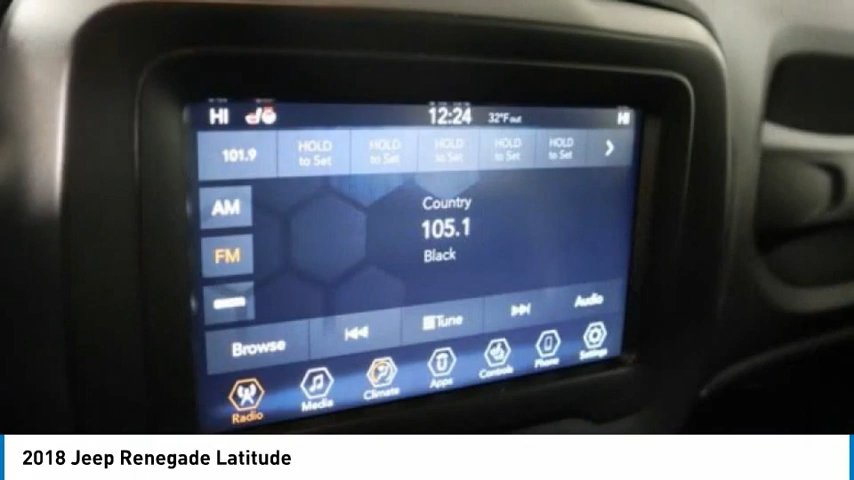 HI 12:24 32°F out HI
101.9 HOLD to Set HOLD to Set HOLD to Set HOLD to Set HOLD to Set
AM
Country
105.1
FM
Black
Browse Tune Audio
Radio Media Climate Apps Controls Phone Settings
2018 Jeep Renegade Latitude